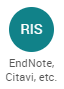 RIS
EndNote,
Citavi, etc.